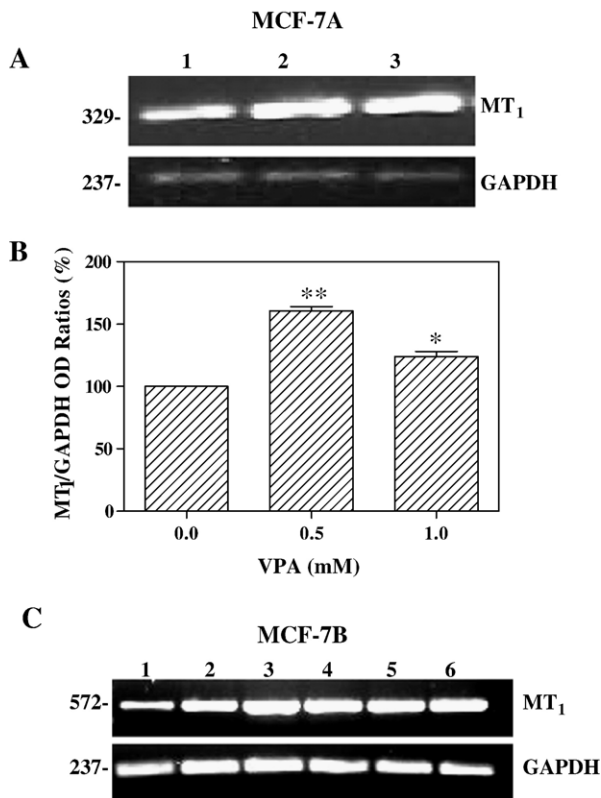 MCF-7A
A
1 2 3
329- MT1
237- GAPDH
B
MT1/GAPDH OD Ratios (%)
200
150
100
50
0
** *
0.0 0.5 1.0
VPA (mM)
C
MCF-7B
1 2 3 4 5 6
572- MT1
237- GAPDH